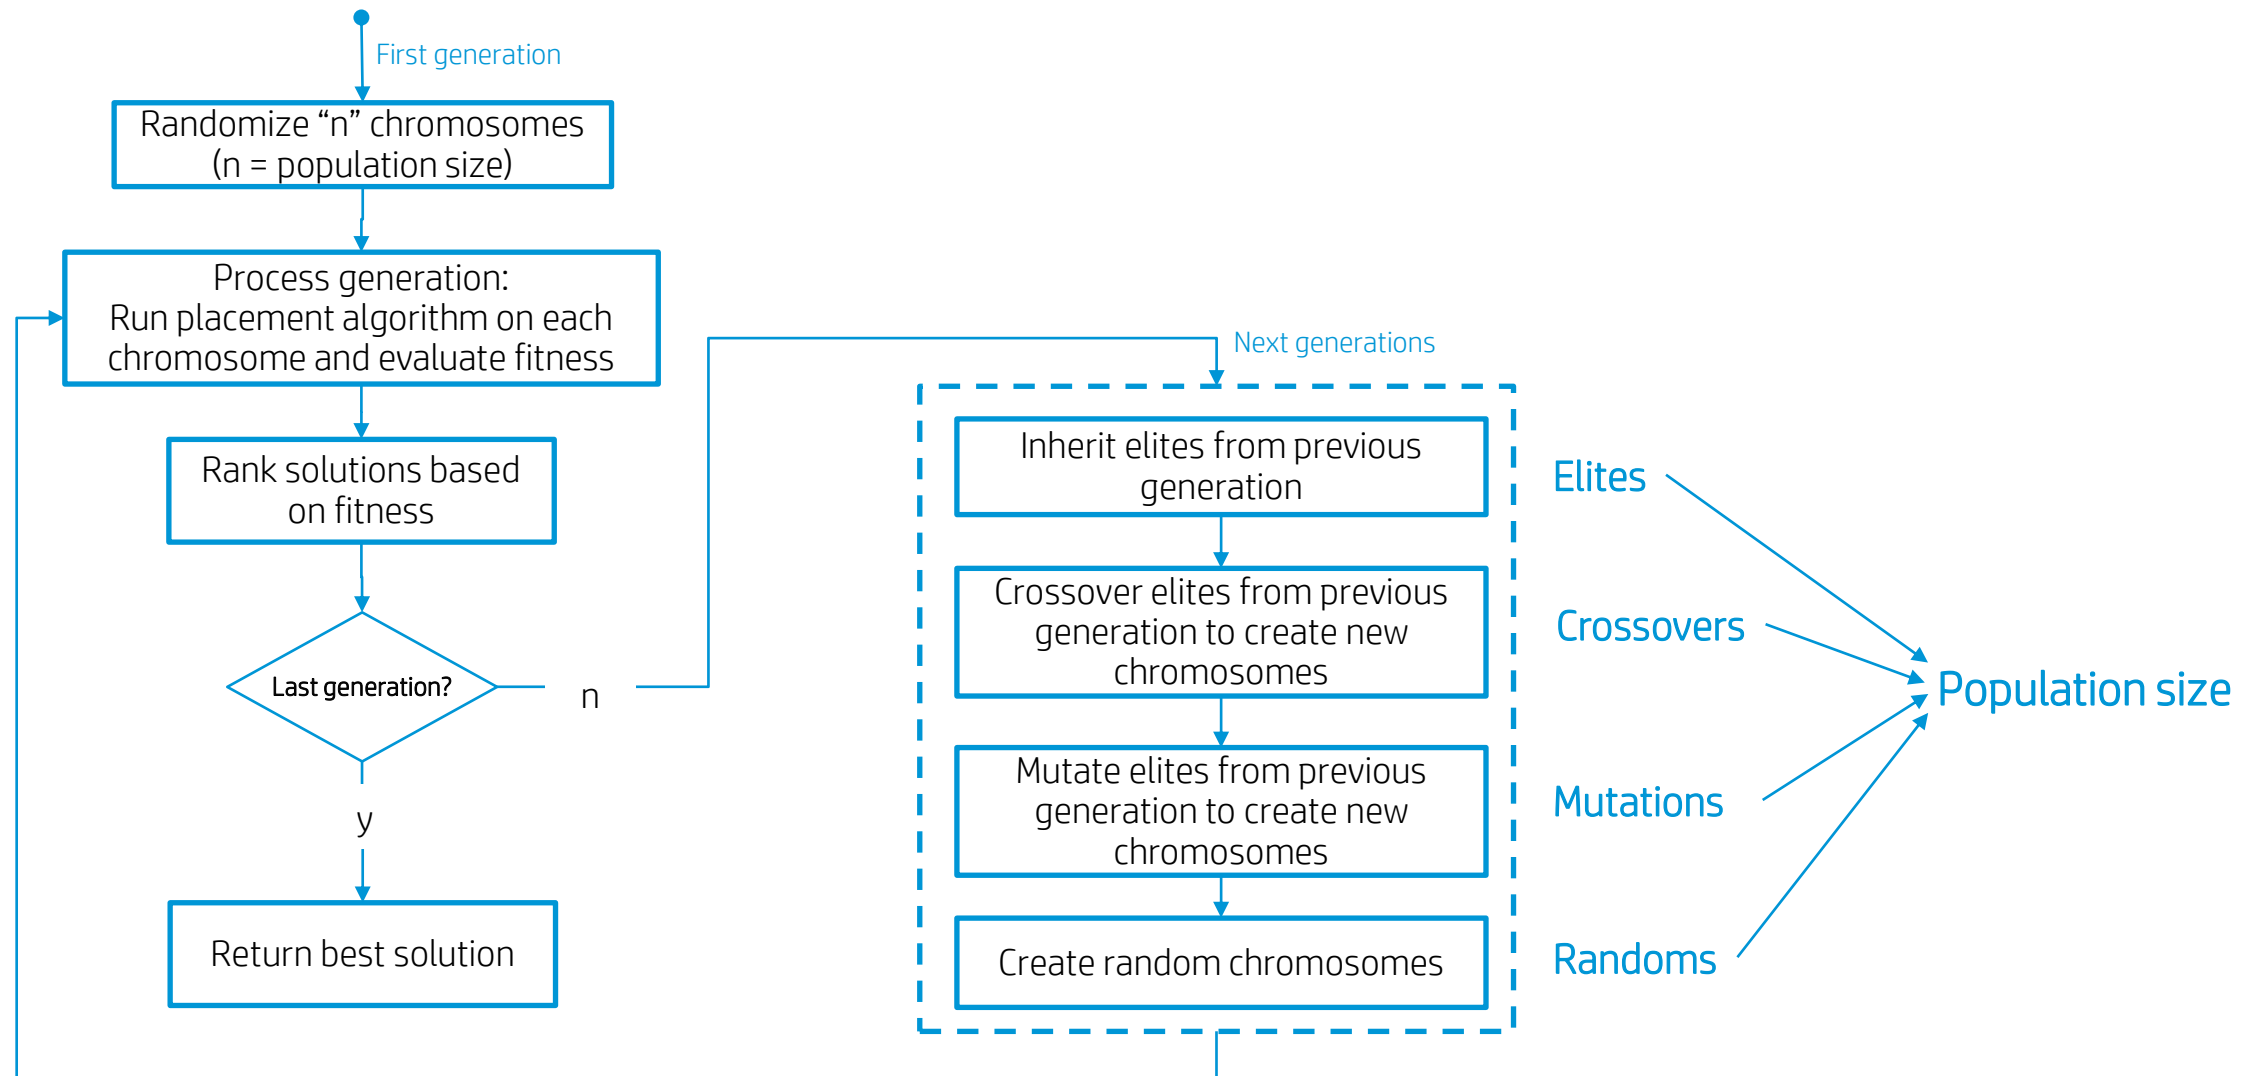 First generation
Randomize “n” chromosomes
(n = population size)
Process generation:
Run placement algorithm on each
chromosome and evaluate fitness
Rank solutions based
on fitness
Last generation?
n
y
Return best solution
Next generations
Inherit elites from previous
generation
Crossover elites from previous
generation to create new
chromosomes
Mutate elites from previous
generation to create new
chromosomes
Create random chromosomes
Elites
Crossovers
Mutations
Randoms
Population size